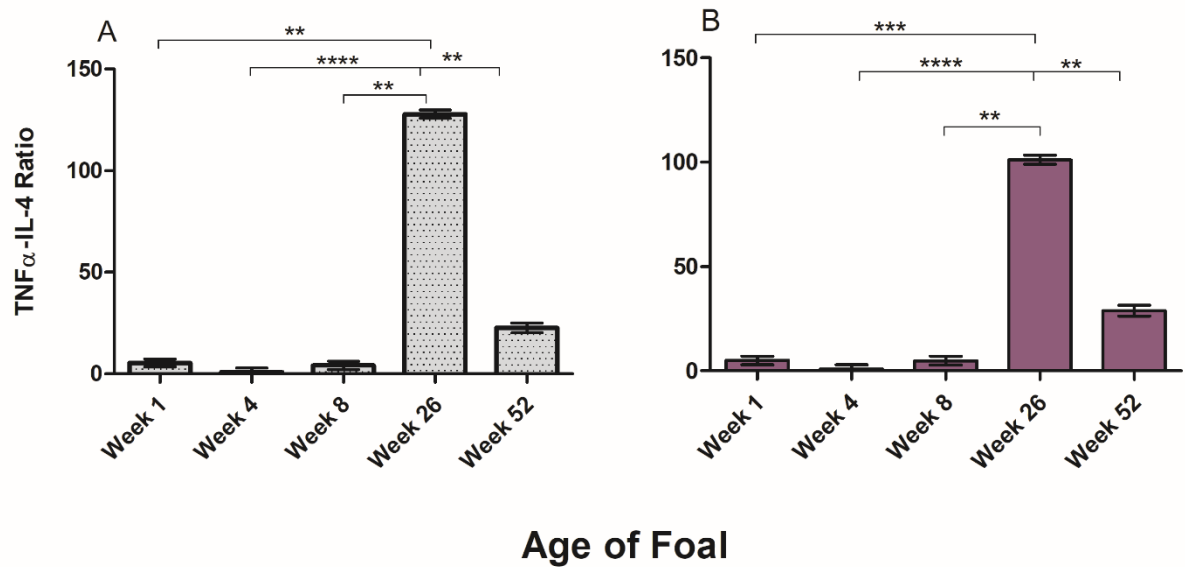 A
**
****
**
**
150
100
50
0
TNFα-IL-4 Ratio
Week 1
Week 4
Week 8
Week 26
Week 52
B
***
****
**
**
150
100
50
0
Week 1
Week 4
Week 8
Week 26
Week 52
Age of Foal